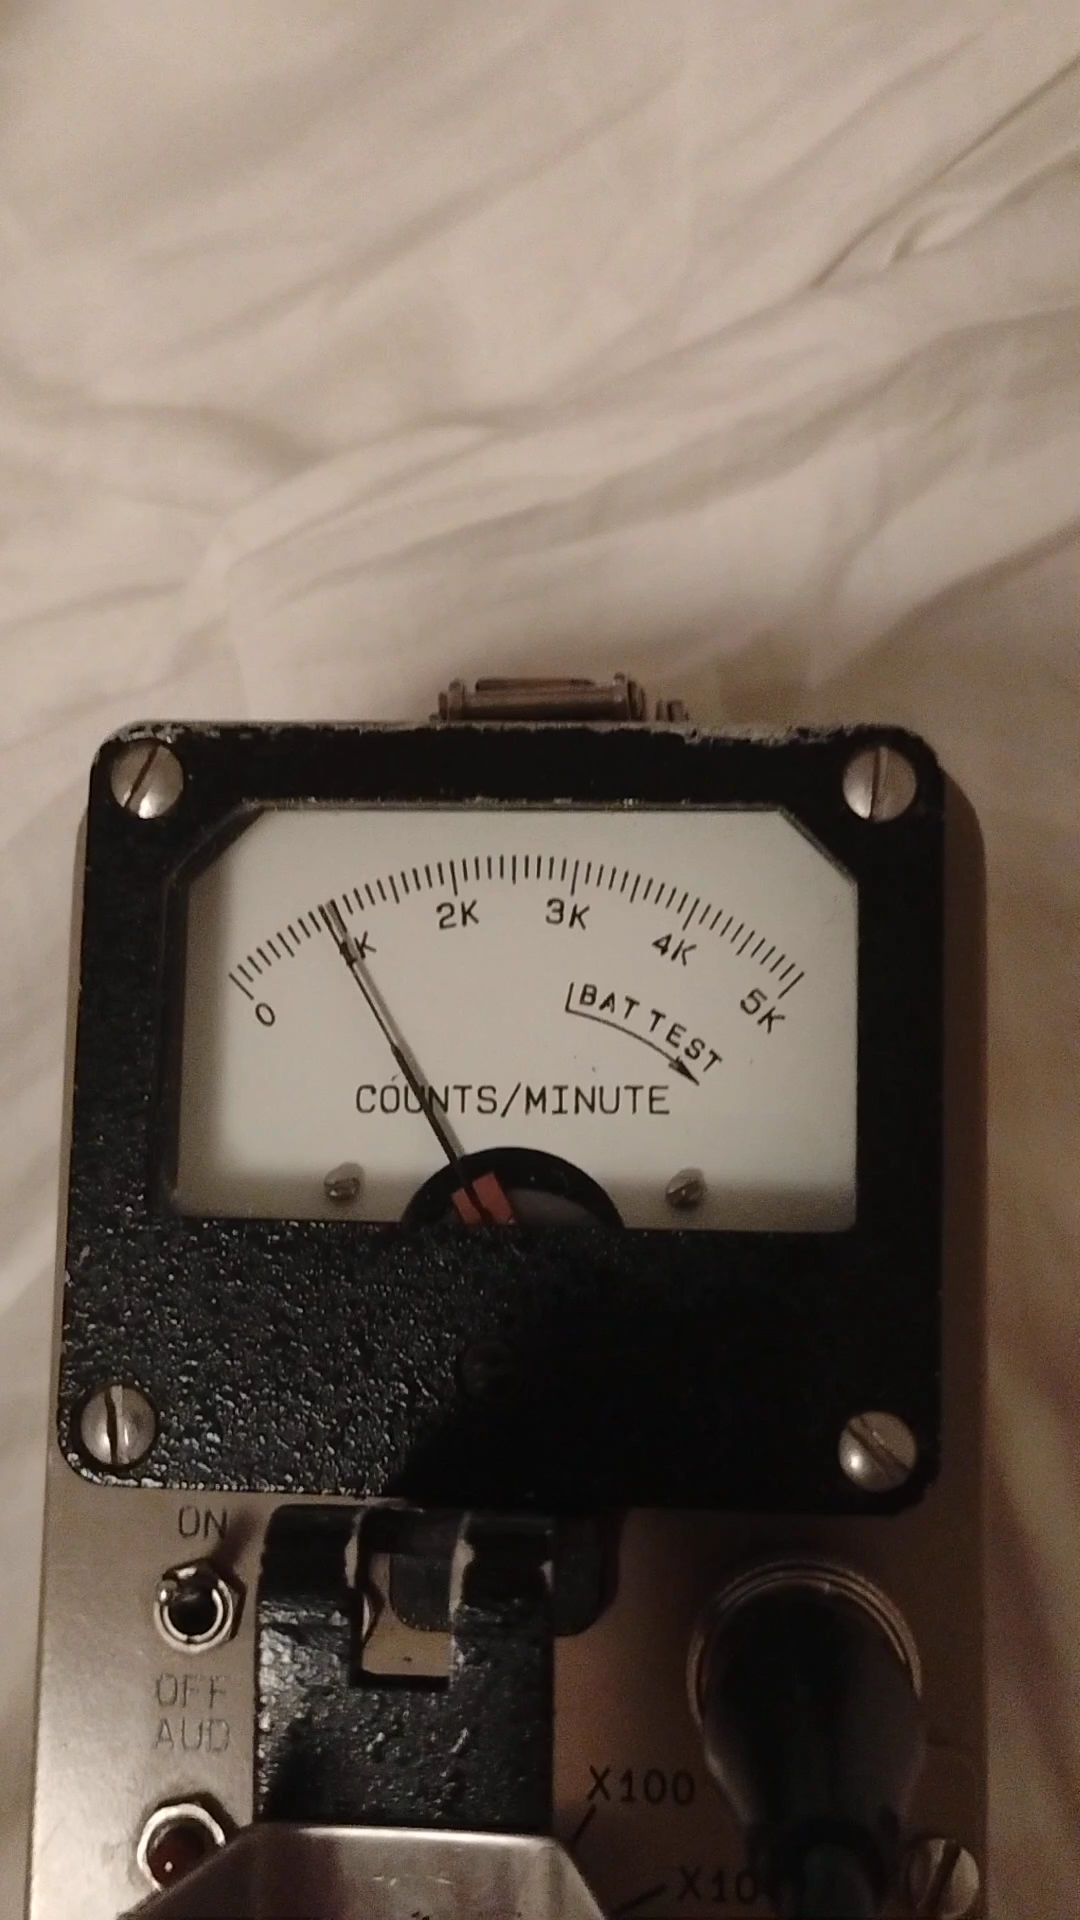 0 1K 2K 3K 4K 5K
BAT TEST
COUNTS/MINUTE
ON
OFF
AUD
X100